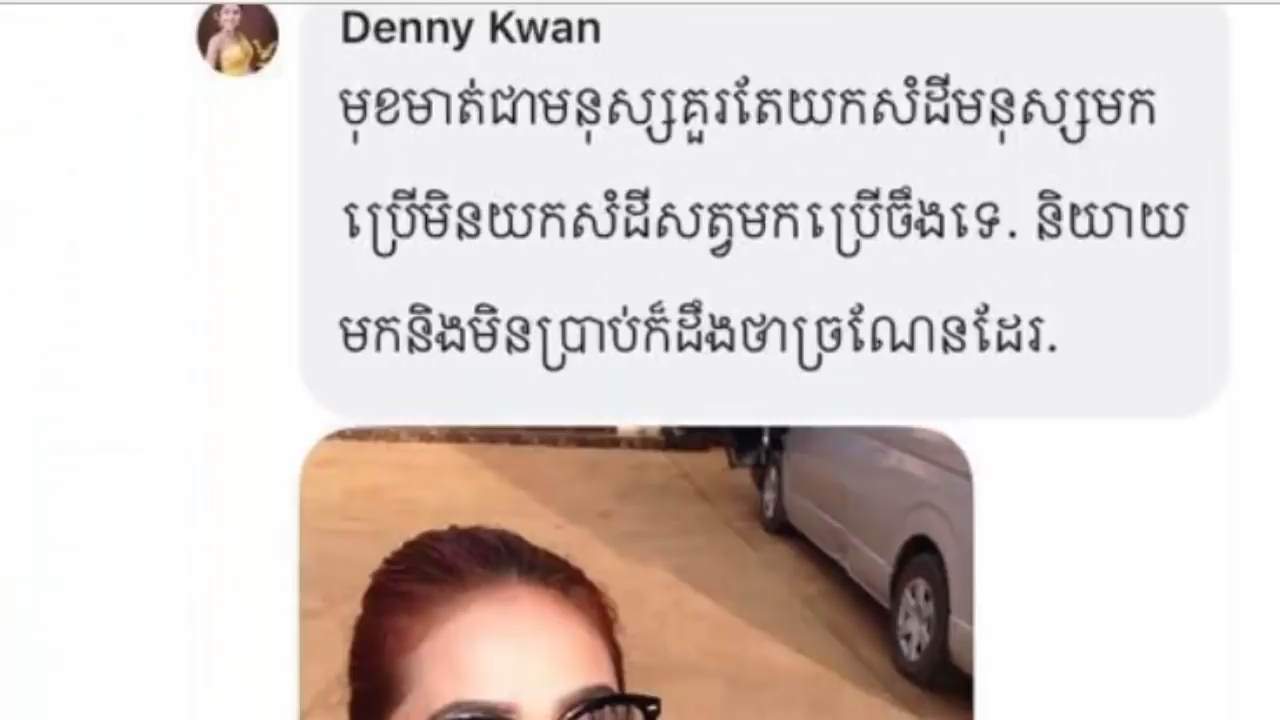 Denny Kwan
មុខមាត់ជាមនុស្សគួរតែយកសំដីមនុស្សមក
ប្រើមិនយកសំដីសត្វមកប្រើចឹងទេ. និយាយ
មកនិងមិនប្រាប់ក៏ដឹងថាច្រណែនដែរ.